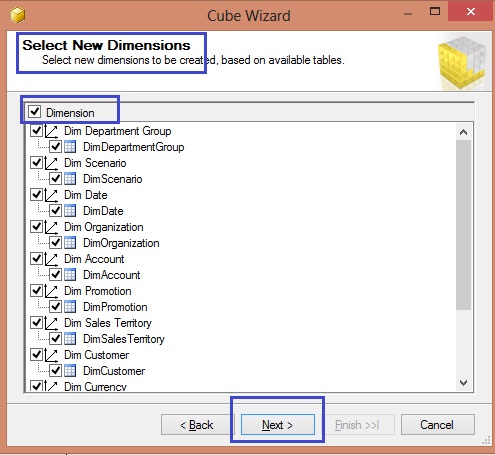 Cube Wizard
Select New Dimensions
Select new dimensions to be created, based on available tables.
Dimension
Dim Department Group
DimDepartmentGroup
Dim Scenario
DimScenario
Dim Date
DimDate
Dim Organization
DimOrganization
Dim Account
DimAccount
Dim Promotion
DimPromotion
Dim Sales Territory
DimSalesTerritory
Dim Customer
DimCustomer
Dim Currency
< Back Next > Finish >>| Cancel